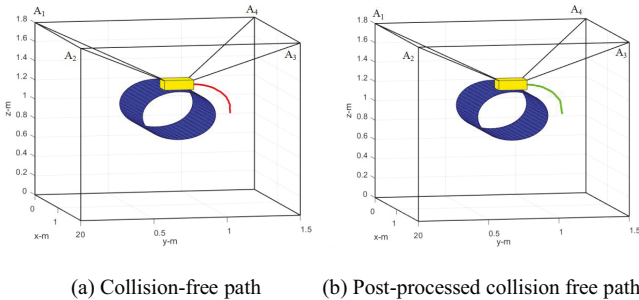 A1 A4
A2 A3
1.8
1.6
1.4
1.2
1
0.8
0.6
0.4
0.2
0
z-m
0
1
x-m
20
0.5
1
1.5
y-m
A1 A4
A2 A3
1.8
1.6
1.4
1.2
1
0.8
0.6
0.4
0.2
0
z-m
0
1
x-m
20
0.5
1
1.5
y-m
(a) Collision-free path
(b) Post-processed collision free path